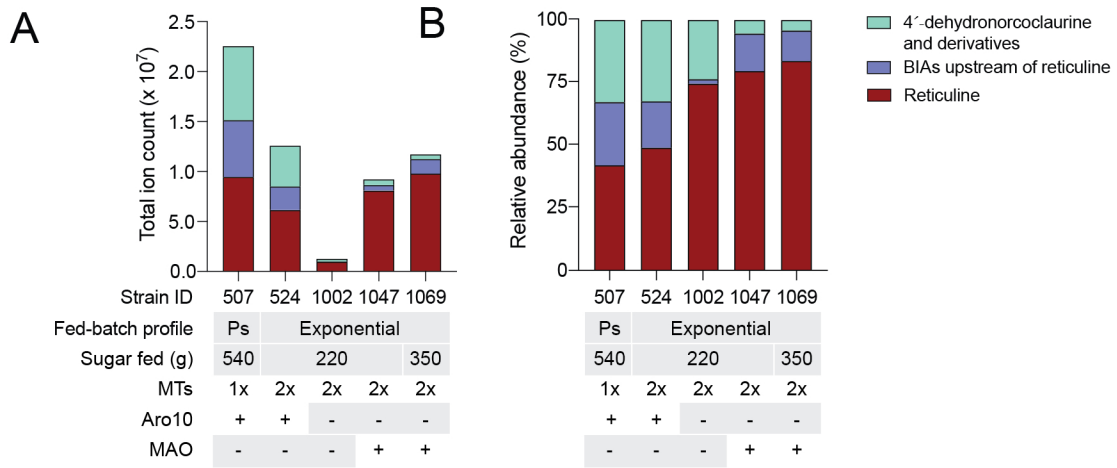 A
Total ion count (x 10⁷)
2.5
2.0
1.5
1.0
5.0
0.0
Strain ID 507 524 1002 1047 1069
Fed-batch profile Ps Exponential
Sugar fed (g) 540 220 350
MTs 1x 2x 2x 2x 2x
Aro10 + + - - -
MAO - - - + +
B
Relative abundance (%)
100
75
50
25
0
507 524 1002 1047 1069
Ps Exponential
540 220 350
1x 2x 2x 2x 2x
+ + - - -
- - - + +
4´-dehydronorcoclaurine
and derivatives
BIAs upstream of reticuline
Reticuline